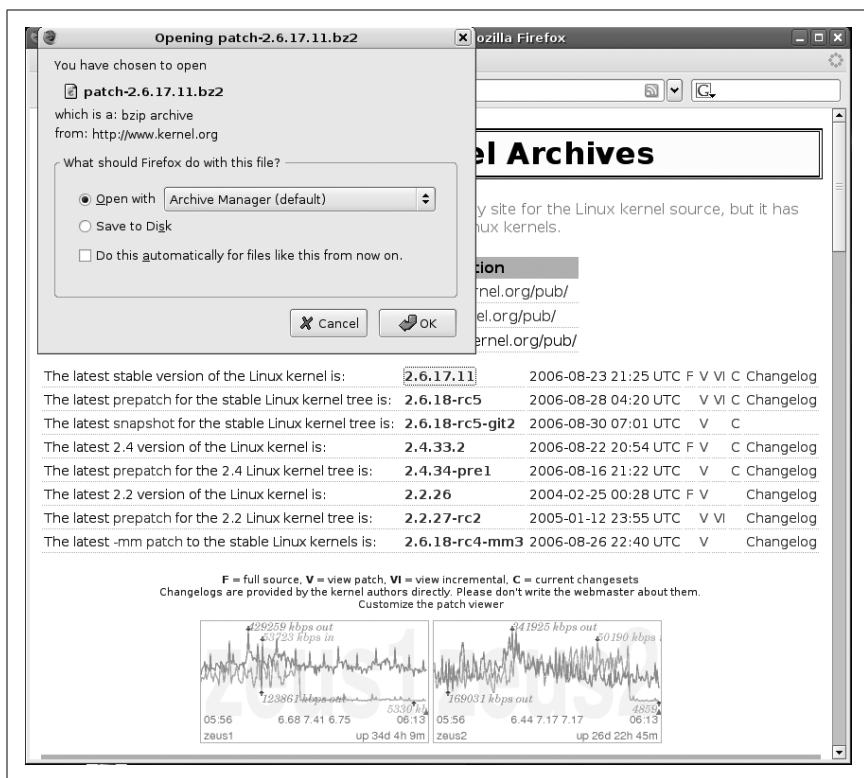 Opening patch-2.6.17.11.bz2
ozilla Firefox
You have chosen to open
patch-2.6.17.11.bz2
which is a: bzip archive
from: http://www.kernel.org
What should Firefox do with this file?
Open with Archive Manager (default)
Save to Disk
Do this automatically for files like this from now on.
Cancel
OK
G
el Archives
y site for the Linux kernel source, but it has
nux kernels.
tion
rnel.org/pub/
el.org/pub/
ernel.org/pub/
The latest stable version of the Linux kernel is: 2.6.17.11 2006-08-23 21:25 UTC F V VI C Changelog
The latest prepatch for the stable Linux kernel tree is: 2.6.18-rc5 2006-08-28 04:20 UTC V VI C Changelog
The latest snapshot for the stable Linux kernel tree is: 2.6.18-rc5-git2 2006-08-30 07:01 UTC V C
The latest 2.4 version of the Linux kernel is: 2.4.33.2 2006-08-22 20:54 UTC F V C Changelog
The latest prepatch for the 2.4 Linux kernel tree is: 2.4.34-pre1 2006-08-16 21:22 UTC V C Changelog
The latest 2.2 version of the Linux kernel is: 2.2.26 2004-02-25 00:28 UTC F V Changelog
The latest prepatch for the 2.2 Linux kernel tree is: 2.2.27-rc2 2005-01-12 23:55 UTC V VI Changelog
The latest -mm patch to the stable Linux kernels is: 2.6.18-rc4-mm3 2006-08-26 22:40 UTC V Changelog
F = full source, V = view patch, VI = view incremental, C = current changesets
Changelogs are provided by the kernel authors directly. Please don't write the webmaster about them.
Customize the patch viewer
zeus1
429259 kbps out
53723 kbps in
123861 kbps out
5330 kb
05:56 6.68 7.41 6.75 06:13
zeus1 up 34d 4h 9m
zeus2
341925 kbps out
50190 kbps
169031 kbps out
4859
05:56 6.44 7.17 7.17 06:13
zeus2 up 26d 22h 45m